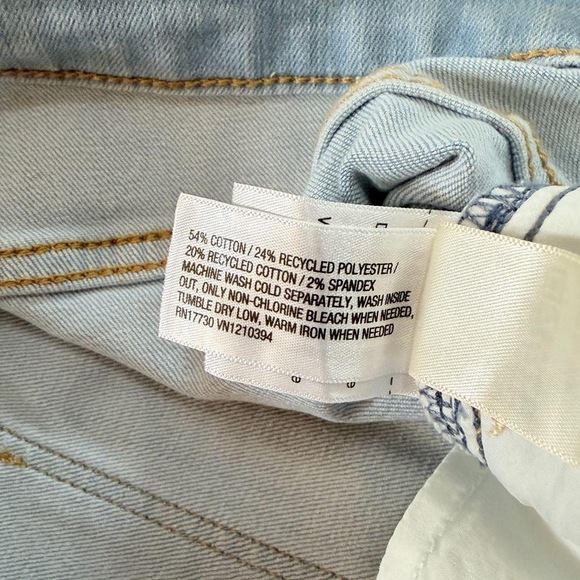 54% COTTON / 24% RECYCLED POLYESTER /
20% RECYCLED COTTON / 2% SPANDEX
MACHINE WASH COLD SEPARATELY, WASH INSIDE
OUT, ONLY NON-CHLORINE BLEACH WHEN NEEDED,
TUMBLE DRY LOW, WARM IRON WHEN NEEDED
RN17730 VN1210394